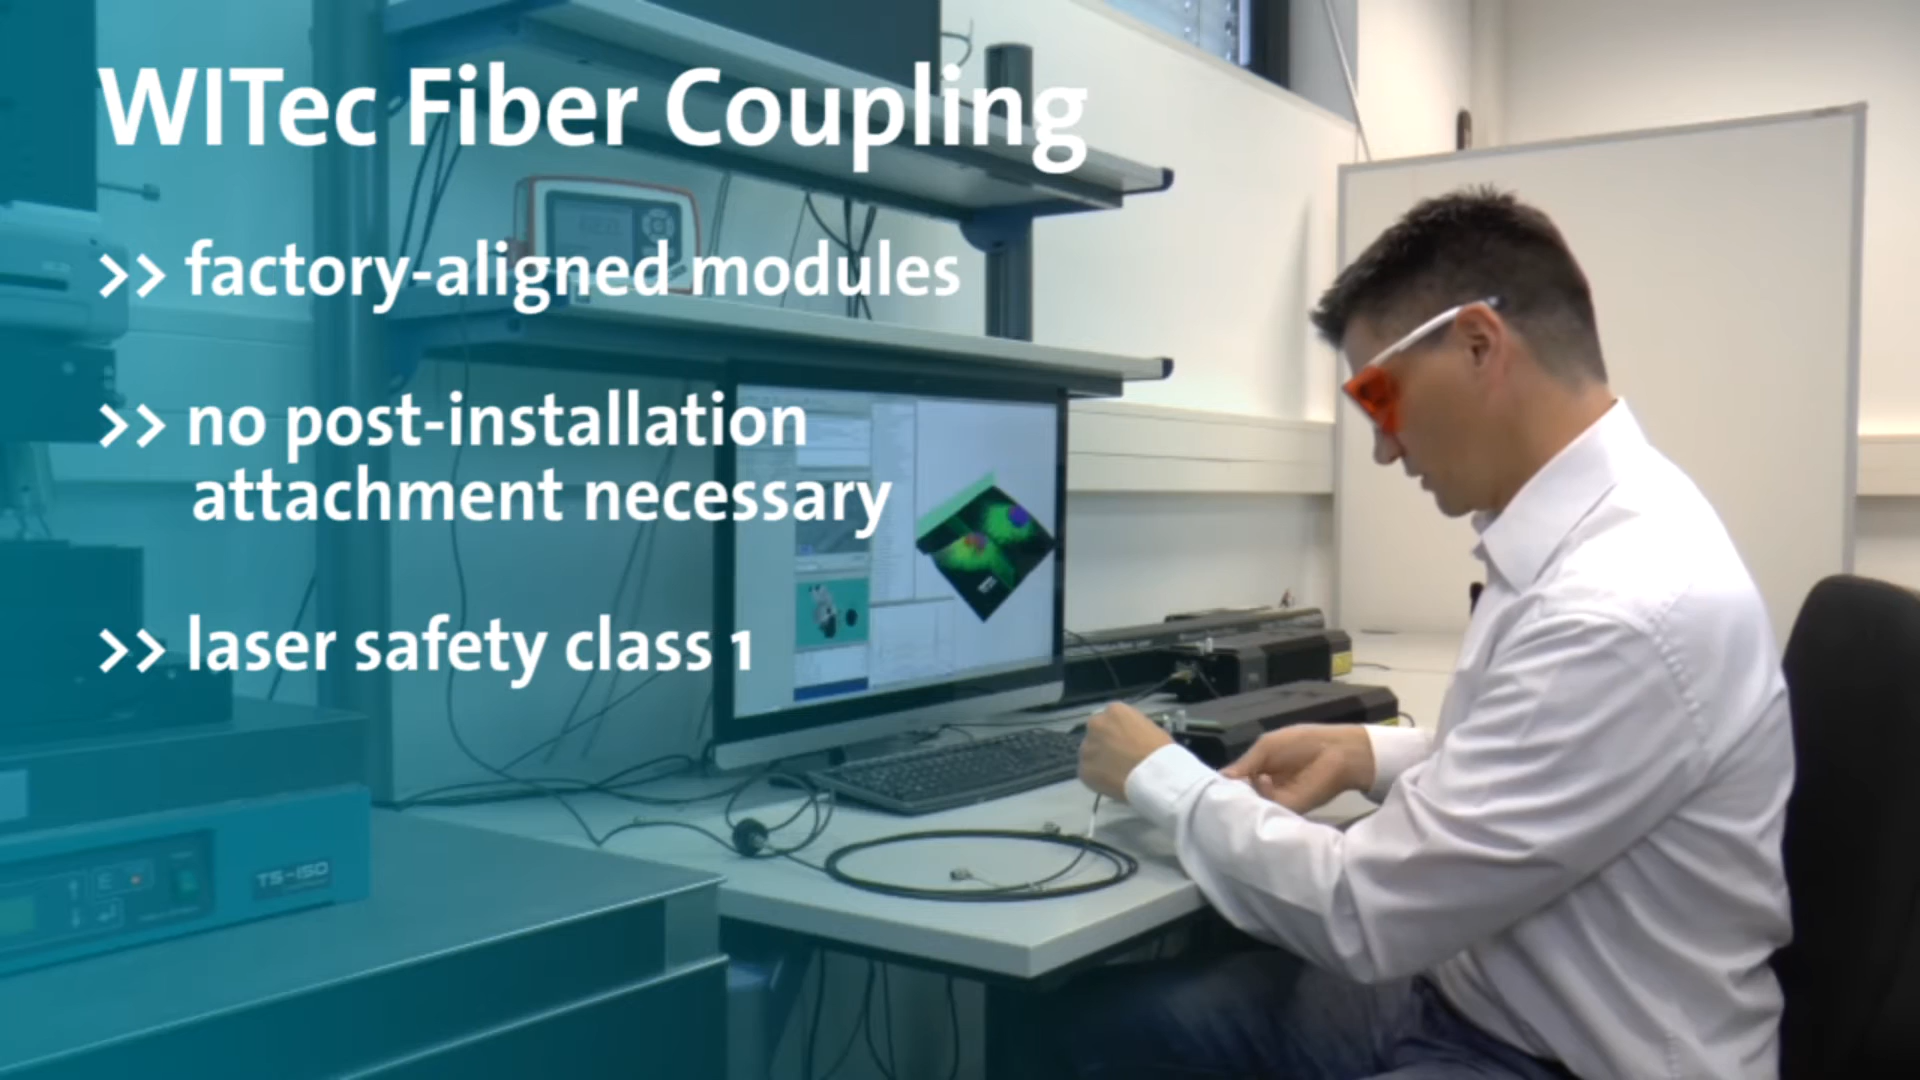 WITec Fiber Coupling
>> factory-aligned modules
>> no post-installation
attachment necessary
>> laser safety class 1
TS-150